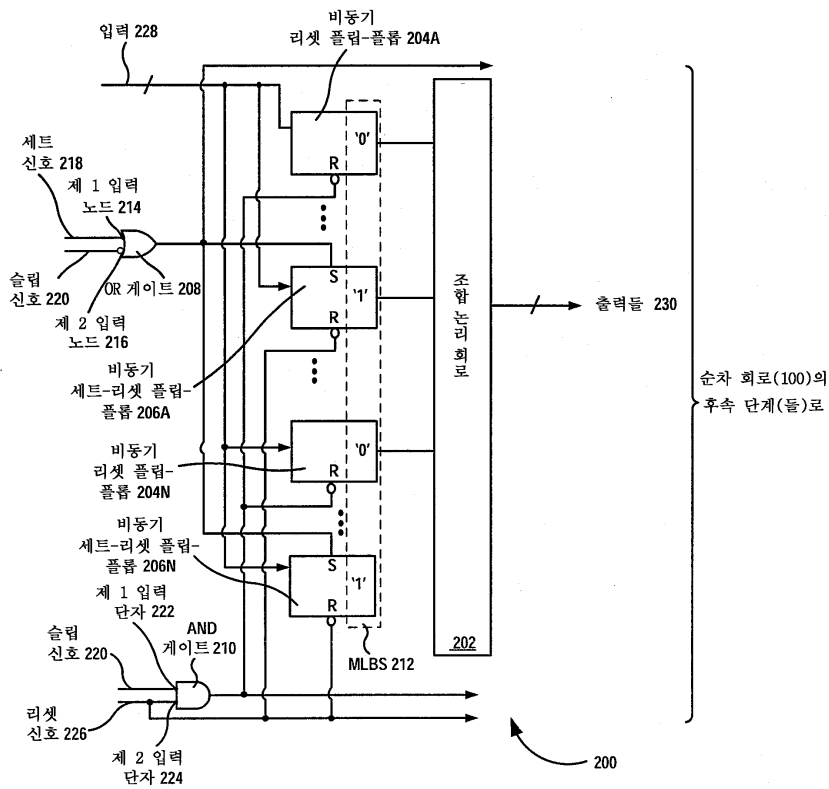 비동기
리셋 플립-플롭 204A
입력 228
'0'
R
세트
신호 218
제 1 입력
노드 214
슬립
신호 220
OR 게이트 208
제 2 입력
노드 216
S
'1'
R
조합 논리 회로
출력들 230
순차 회로(100)의
후속 단계(들)로
비동기
세트-리셋 플립-
플롭 206A
'0'
R
비동기
리셋 플립-
플롭 204N
비동기
세트-리셋 플립-
플롭 206N
S
'1'
R
제 1 입력
단자 222
AND
게이트 210
슬립
신호 220
MLBS 212
202
리셋
신호 226
제 2 입력
단자 224
200